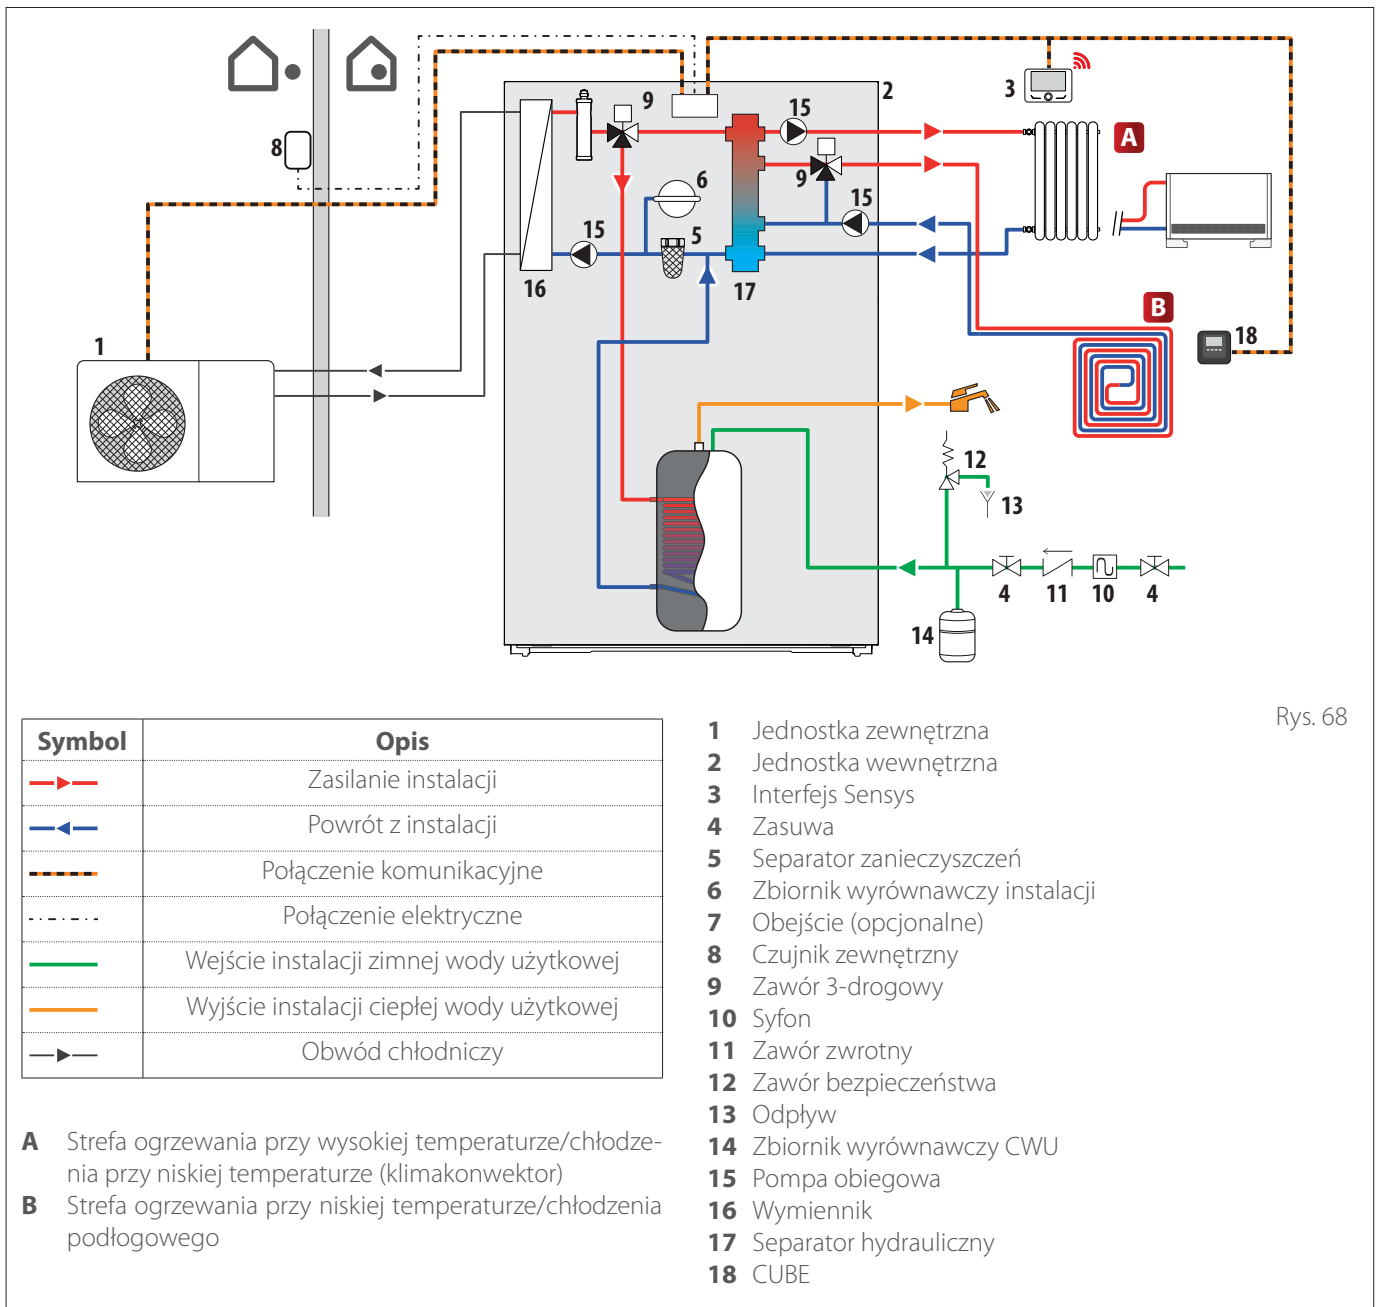 9
2
3
15
A
8
6
9
15
5
15
16
17
B
1
18
12
13
4
11
10
4
14
Rys. 68
Symbol Opis
Zasilanie instalacji
Powrót z instalacji
Połączenie komunikacyjne
Połączenie elektryczne
Wejście instalacji zimnej wody użytkowej
Wyjście instalacji ciepłej wody użytkowej
Obwód chłodniczy
A Strefa ogrzewania przy wysokiej temperaturze/chłodze-
nia przy niskiej temperaturze (klimakonwektor)
B Strefa ogrzewania przy niskiej temperaturze/chłodzenia
podłogowego
1 Jednostka zewnętrzna
2 Jednostka wewnętrzna
3 Interfejs Sensys
4 Zasuwa
5 Separator zanieczyszczeń
6 Zbiornik wyrównawczy instalacji
7 Obejście (opcjonalne)
8 Czujnik zewnętrzny
9 Zawór 3-drogowy
10 Syfon
11 Zawór zwrotny
12 Zawór bezpieczeństwa
13 Odpływ
14 Zbiornik wyrównawczy CWU
15 Pompa obiegowa
16 Wymiennik
17 Separator hydrauliczny
18 CUBE